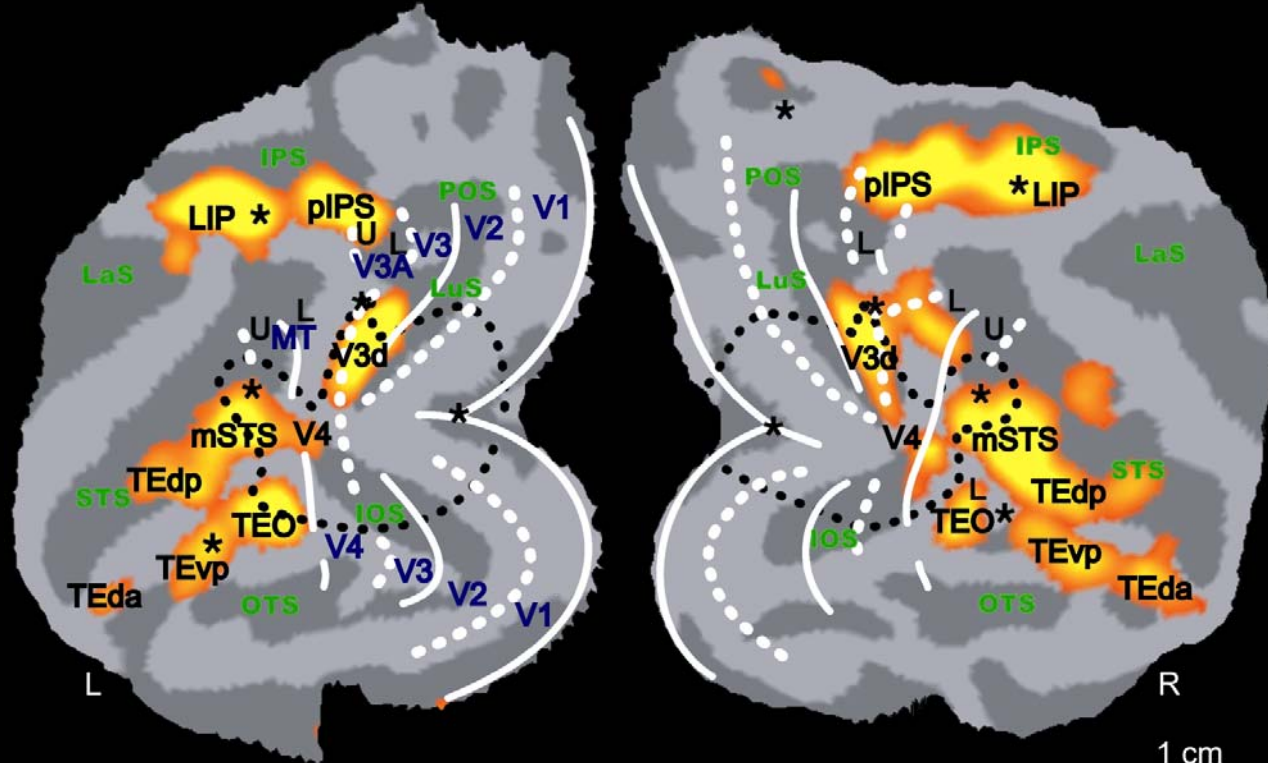 IPS
LIP
*
pIPS
U
L
V3
V3A
POS
V2
V1
LaS
LuS
U
L
MT
*
V3d
*
*
mSTS
V4
TEdp
STS
TEO
IOS
V4
*
TEvp
V3
TEda
OTS
V2
V1
L
*
IPS
POS
pIPS
*
LIP
L
LaS
LuS
*
L
U
V3d
*
*
V4
mSTS
STS
L
TEdp
TEO
*
IOS
TEvp
TEda
OTS
R
1 cm